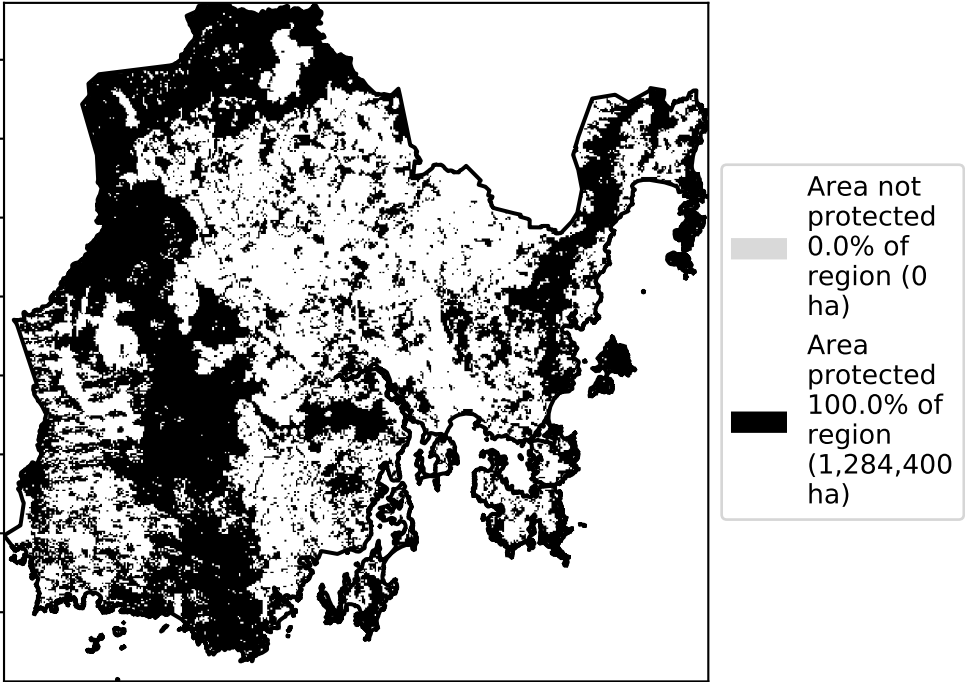 Area not
protected
0.0% of
region (0
ha)
Area
protected
100.0% of
region
(1,284,400
ha)